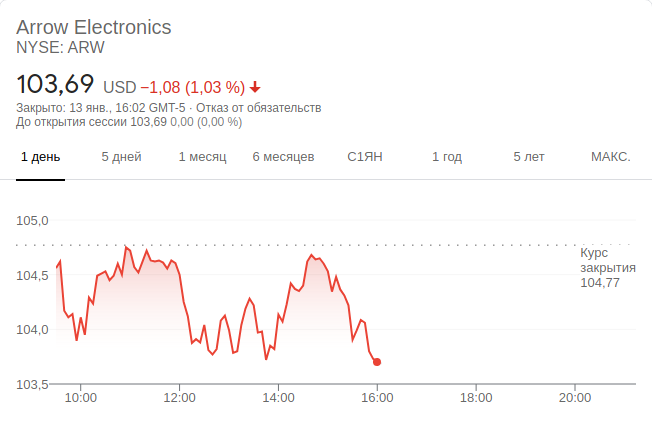 Arrow Electronics
NYSE: ARW
103,69 USD −1,08 (1,03 %)
Закрыто: 13 янв., 16:02 GMT-5 · Отказ от обязательств
До открытия сессии 103,69 0,00 (0,00 %)
1 день 5 дней 1 месяц 6 месяцев С1ЯН 1 год 5 лет МАКС.
105,0
Курс
закрытия
104,77
104,5
104,0
103,5
10:00 12:00 14:00 16:00 18:00 20:00